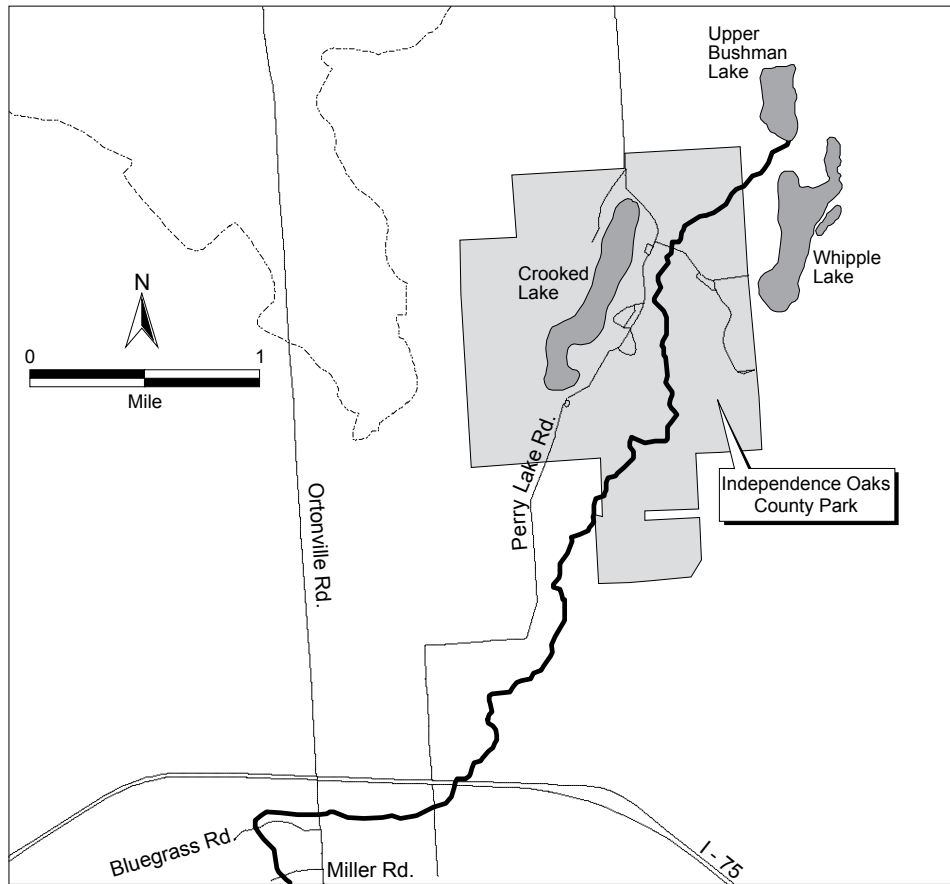 Upper
Bushman
Lake
Whipple
Lake
Crooked
Lake
N
0 1
Mile
Perry Lake Rd.
Ortonville Rd.
Independence Oaks
County Park
Bluegrass Rd.
Miller Rd.
I - 75